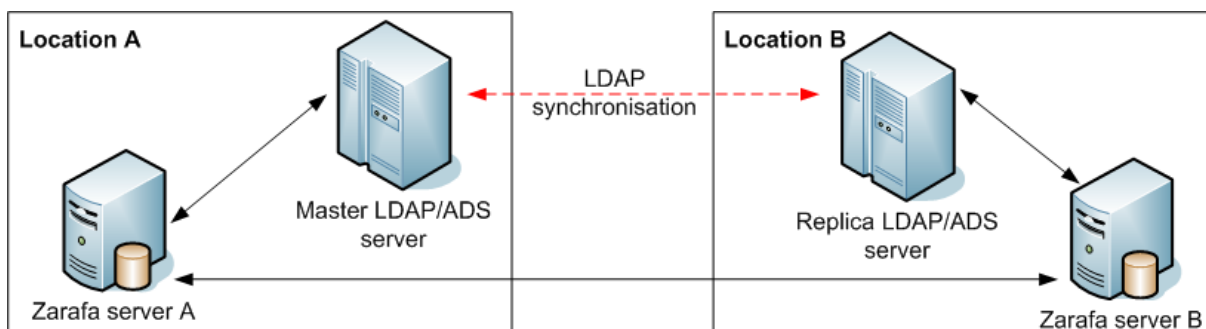 Location A
Location B
LDAP
synchronisation
Master LDAP/ADS
server
Replica LDAP/ADS
server
Zarafa server A
Zarafa server B